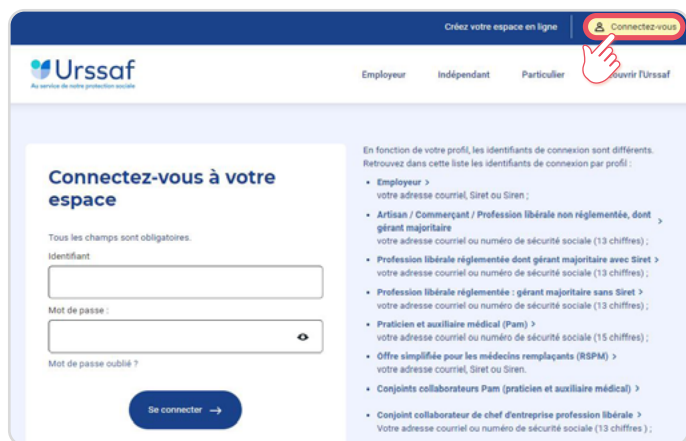 Créez votre espace en ligne
Connectez-vous
Urssaf
Au service de notre protection sociale
Employeur
Indépendant
Particulier
couvrir l'Urssaf
Connectez-vous à votre
espace
Tous les champs sont obligatoires.
Identifiant
Mot de passe :
Mot de passe oublié ?
Se connecter →
En fonction de votre profil, les identifiants de connexion sont différents.
Retrouvez dans cette liste les identifiants de connexion par profil :
• Employeur >
votre adresse courriel, Siret ou Siren ;
• Artisan / Commerçant / Profession libérale non réglementée, dont >
gérant majoritaire
votre adresse courriel ou numéro de sécurité sociale (13 chiffres) ;
• Profession libérale réglementée dont gérant majoritaire avec Siret >
votre adresse courriel ou numéro de sécurité sociale (13 chiffres) ;
• Profession libérale réglementée : gérant majoritaire sans Siret >
votre adresse courriel ou numéro de sécurité sociale (13 chiffres) ;
• Praticien et auxiliaire médical (Pam) >
votre adresse courriel ou numéro de sécurité sociale (15 chiffres) ;
• Offre simplifiée pour les médecins remplaçants (RSPM) >
votre adresse courriel, Siret ou Siren.
• Conjoints collaborateurs Pam (praticien et auxiliaire médical) >
• Conjoint collaborateur de chef d'entreprise profession libérale >
Votre adresse courriel ou numéro de sécurité sociale (13 chiffres ) ;